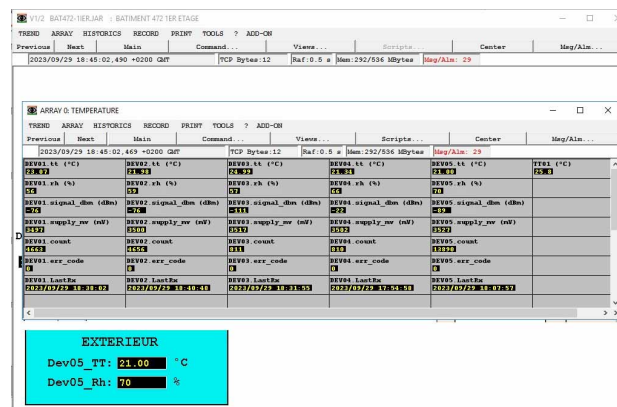 V1/2 BAT472-1IERJAR : BATIMENT 472 1ER ETAGE
TREND ARRAY HISTORICS RECORD PRINT TOOLS ? ADD-ON
Previous Next Main Command... Views... Scripts... Center Msg/Alm...
2023/09/29 18:45:02,490 +0200 GMT TCP Bytes:12 Raf:0.5 s Mem:292/536 MBytes Msg/Alm: 29
ARRAY 0: TEMPERATURE
TREND ARRAY HISTORICS RECORD PRINT TOOLS ? ADD-ON
Previous Next Main Command... Views... Scripts... Center Msg/Alm...
2023/09/29 18:45:02,469 +0200 GMT TCP Bytes:12 Raf:0.5 s Mem:292/536 MBytes Msg/Alm: 29
DEV01.tt (°C) DEV02.tt (°C) DEV03.tt (°C) DEV04.tt (°C) DEV05.tt (°C) TT01 (°C)
23.87 21.98 24.99 21.34 21.00 25.8
DEV01.rh (%) DEV02.rh (%) DEV03.rh (%) DEV04.rh (%) DEV05.rh (%)
56 59 57 66 70
DEV01.signal_dbm (dBm) DEV02.signal_dbm (dBm) DEV03.signal_dbm (dBm) DEV04.signal_dbm (dBm) DEV05.signal_dbm (dBm)
-76 -76 -111 -22 -89
DEV01.supply_mv (mV) DEV02.supply_mv (mV) DEV03.supply_mv (mV) DEV04.supply_mv (mV) DEV05.supply_mv (mV)
3497 3500 3517 3502 3527
DEV01.count DEV02.count DEV03.count DEV04.count DEV05.count
4663 4656 811 810 13890
DEV01.err_code DEV02.err_code DEV03.err_code DEV04.err_code DEV05.err_code
0 0 0 0 0
DEV01 LastRx DEV02 LastRx DEV03 LastRx DEV04 LastRx DEV05 LastRx
2023/09/29 18:38:02 2023/09/29 18:40:48 2023/09/29 18:31:55 2023/09/29 17:54:58 2023/09/29 18:07:57
D
EXTERIEUR
Dev05_TT: 21.00 °C
Dev05_Rh: 70 %